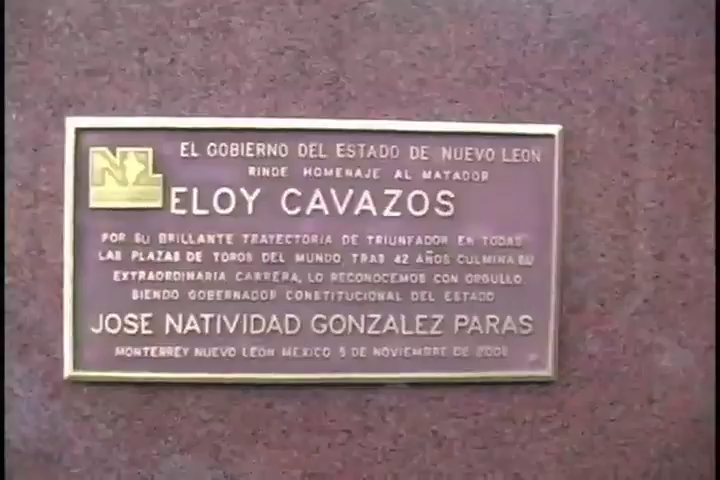 NL
EL GOBIERNO DEL ESTADO DE NUEVO LEON
RINDE HOMENAJE AL MATADOR
ELOY CAVAZOS
POR SU BRILLANTE TRAYECTORIA DE TRIUNFADOR EN TODAS
LAS PLAZAS DE TOROS DEL MUNDO, TRAS 42 AÑOS CULMINA SU
EXTRAORDINARIA CARRERA, LO RECONOCEMOS CON ORGULLO
SIENDO GOBERNADOR CONSTITUCIONAL DEL ESTADO
JOSE NATIVIDAD GONZALEZ PARAS
MONTERREY NUEVO LEON MEXICO 5 DE NOVIEMBRE DE